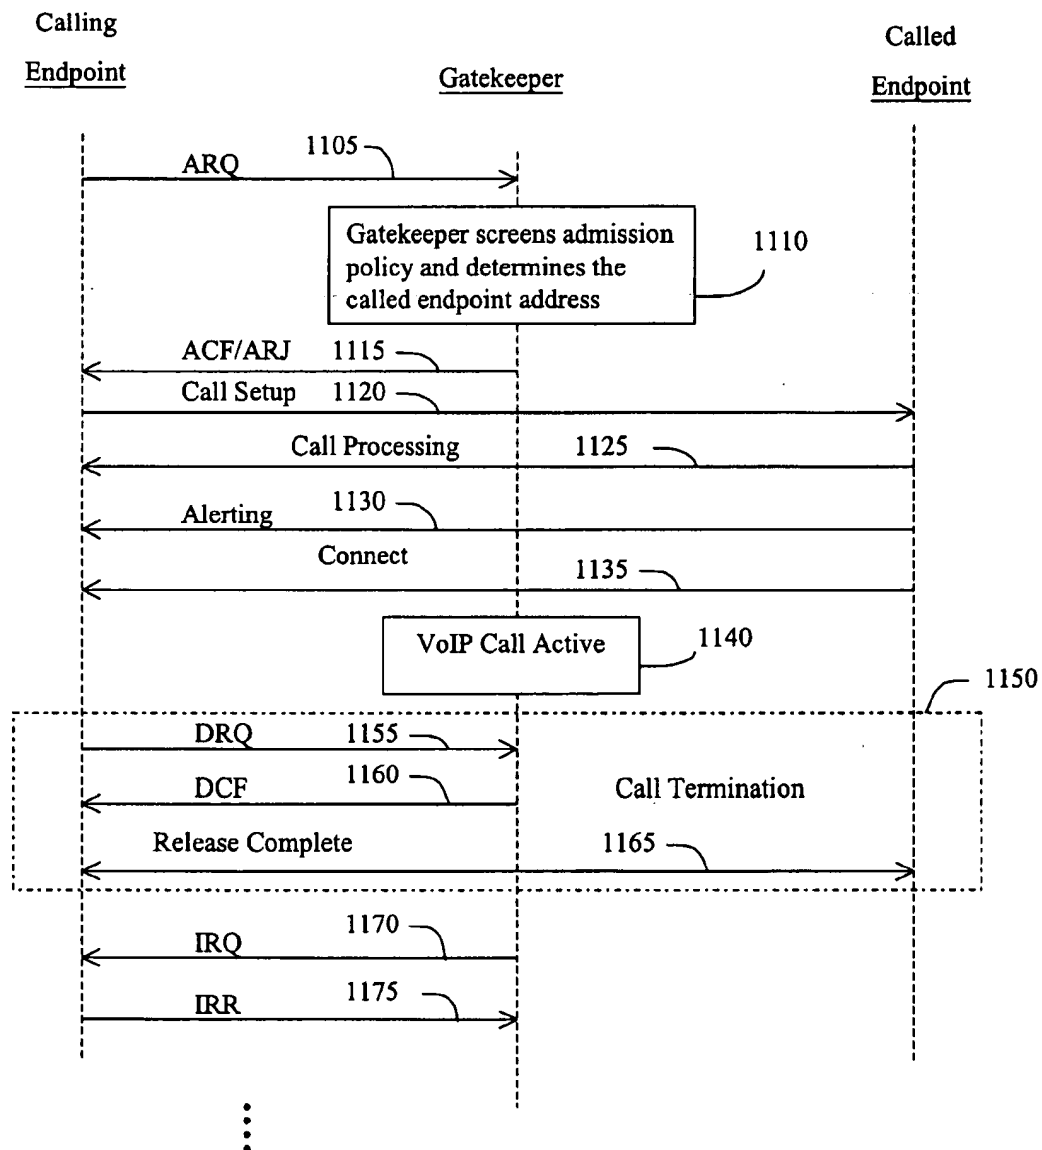 Calling
Endpoint
Gatekeeper
Called
Endpoint
ARQ
1105
Gatekeeper screens admission
policy and determines the
called endpoint address
1110
ACF/ARJ
1115
Call Setup
1120
Call Processing
1125
Alerting
1130
Connect
1135
VoIP Call Active
1140
1150
DRQ
1155
DCF
1160
Call Termination
Release Complete
1165
IRQ
1170
IRR
1175